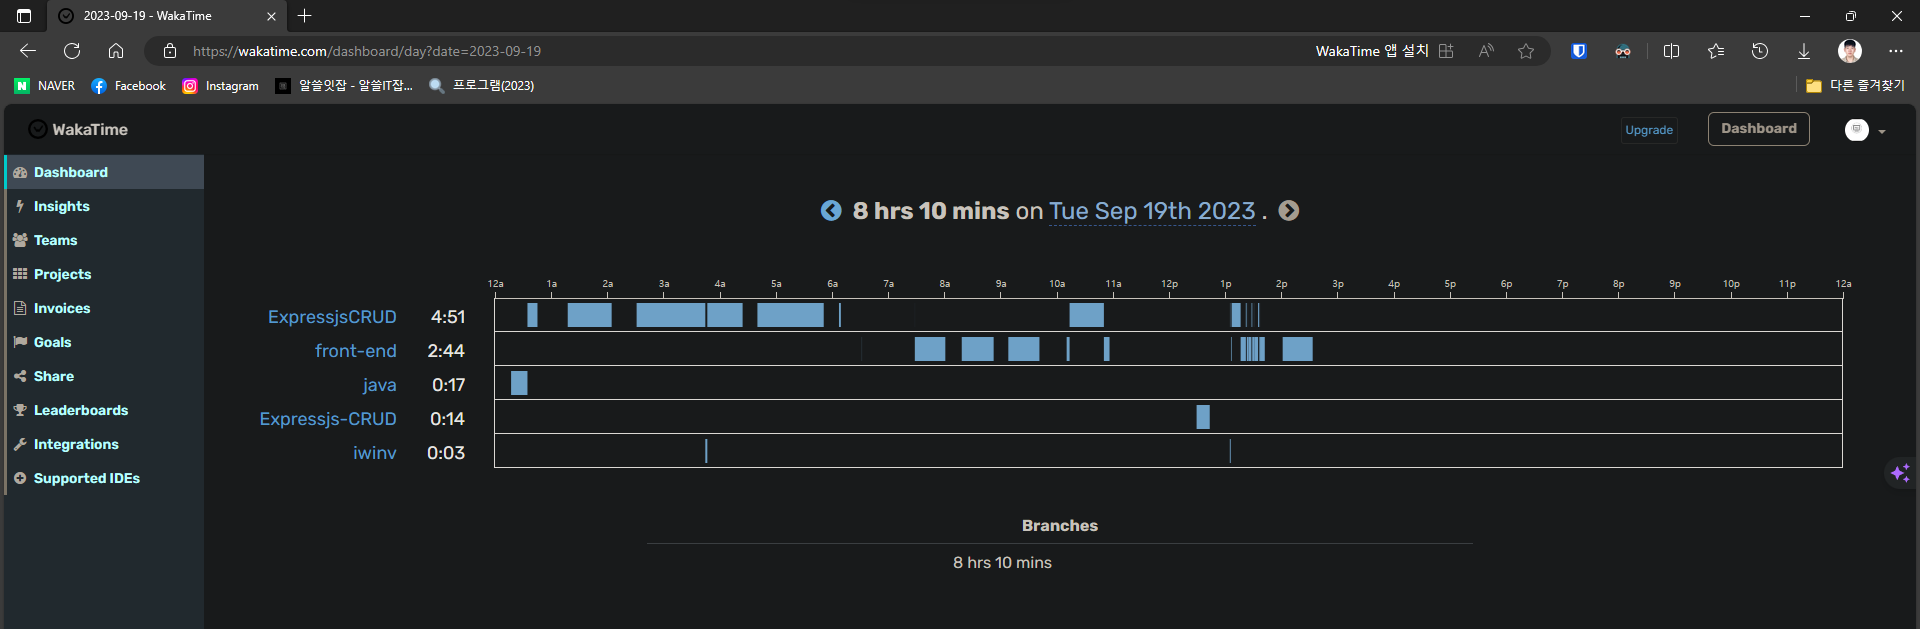 2023-09-19 - WakaTime
https://wakatime.com/dashboard/day?date=2023-09-19
WakaTime 앱 설치
NAVER
Facebook
Instagram
알쓸잇잡 - 알쓸IT잡...
프로그램(2023)
다른 즐겨찾기
WakaTime
Upgrade
Dashboard
Dashboard
Insights
Teams
Projects
Invoices
Goals
Share
Leaderboards
Integrations
Supported IDEs
8 hrs 10 mins on Tue Sep 19th 2023 .
12a 1a 2a 3a 4a 5a 6a 7a 8a 9a 10a 11a 12p 1p 2p 3p 4p 5p 6p 7p 8p 9p 10p 11p 12a
ExpressjsCRUD 4:51
front-end 2:44
java 0:17
Expressjs-CRUD 0:14
iwinv 0:03
Branches
8 hrs 10 mins